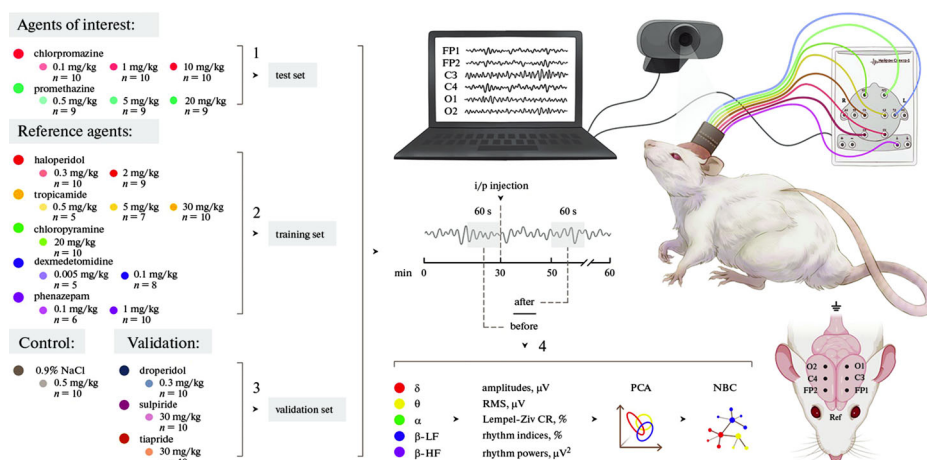 Agents of interest:
chlorpromazine
0.1 mg/kg 1 mg/kg 10 mg/kg
n = 10 n = 10 n = 10
promethazine
0.5 mg/kg 5 mg/kg 20 mg/kg
n = 9 n = 9 n = 9
1
test set
Reference agents:
haloperidol
0.3 mg/kg 2 mg/kg
n = 10 n = 9
tropicamide
0.5 mg/kg 5 mg/kg 30 mg/kg
n = 5 n = 7 n = 10
chloropyramine
20 mg/kg
n = 10
dexmedetomidine
0.005 mg/kg 0.1 mg/kg
n = 5 n = 8
phenazepam
0.1 mg/kg 1 mg/kg
n = 6 n = 10
2
training set
Control:
0.9% NaCl
0.5 mg/kg
n = 10
Validation:
droperidol
0.3 mg/kg
n = 10
sulpiride
30 mg/kg
n = 10
tiapride
30 mg/kg
3
validation set
FP1
FP2
C3
C4
O1
O2
R L
i/p injection
60 s 60 s
min 0 30 50 60
after
before
4
δ amplitudes, μV
θ RMS, μV
α Lempel-Ziv CR, %
β-LF rhythm indices, %
β-HF rhythm powers, μV²
PCA
NBC
O2 O1
C4 C3
FP2 FP1
Ref